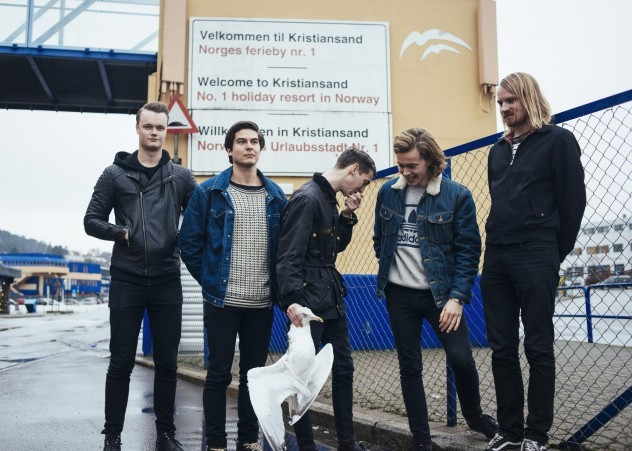 Velkommen til Kristiansand
Norges ferieby nr. 1
Welcome to Kristiansand
No. 1 holiday resort in Norway
in Kristiansand
Urlaubsstadt Nr. 1
adidas